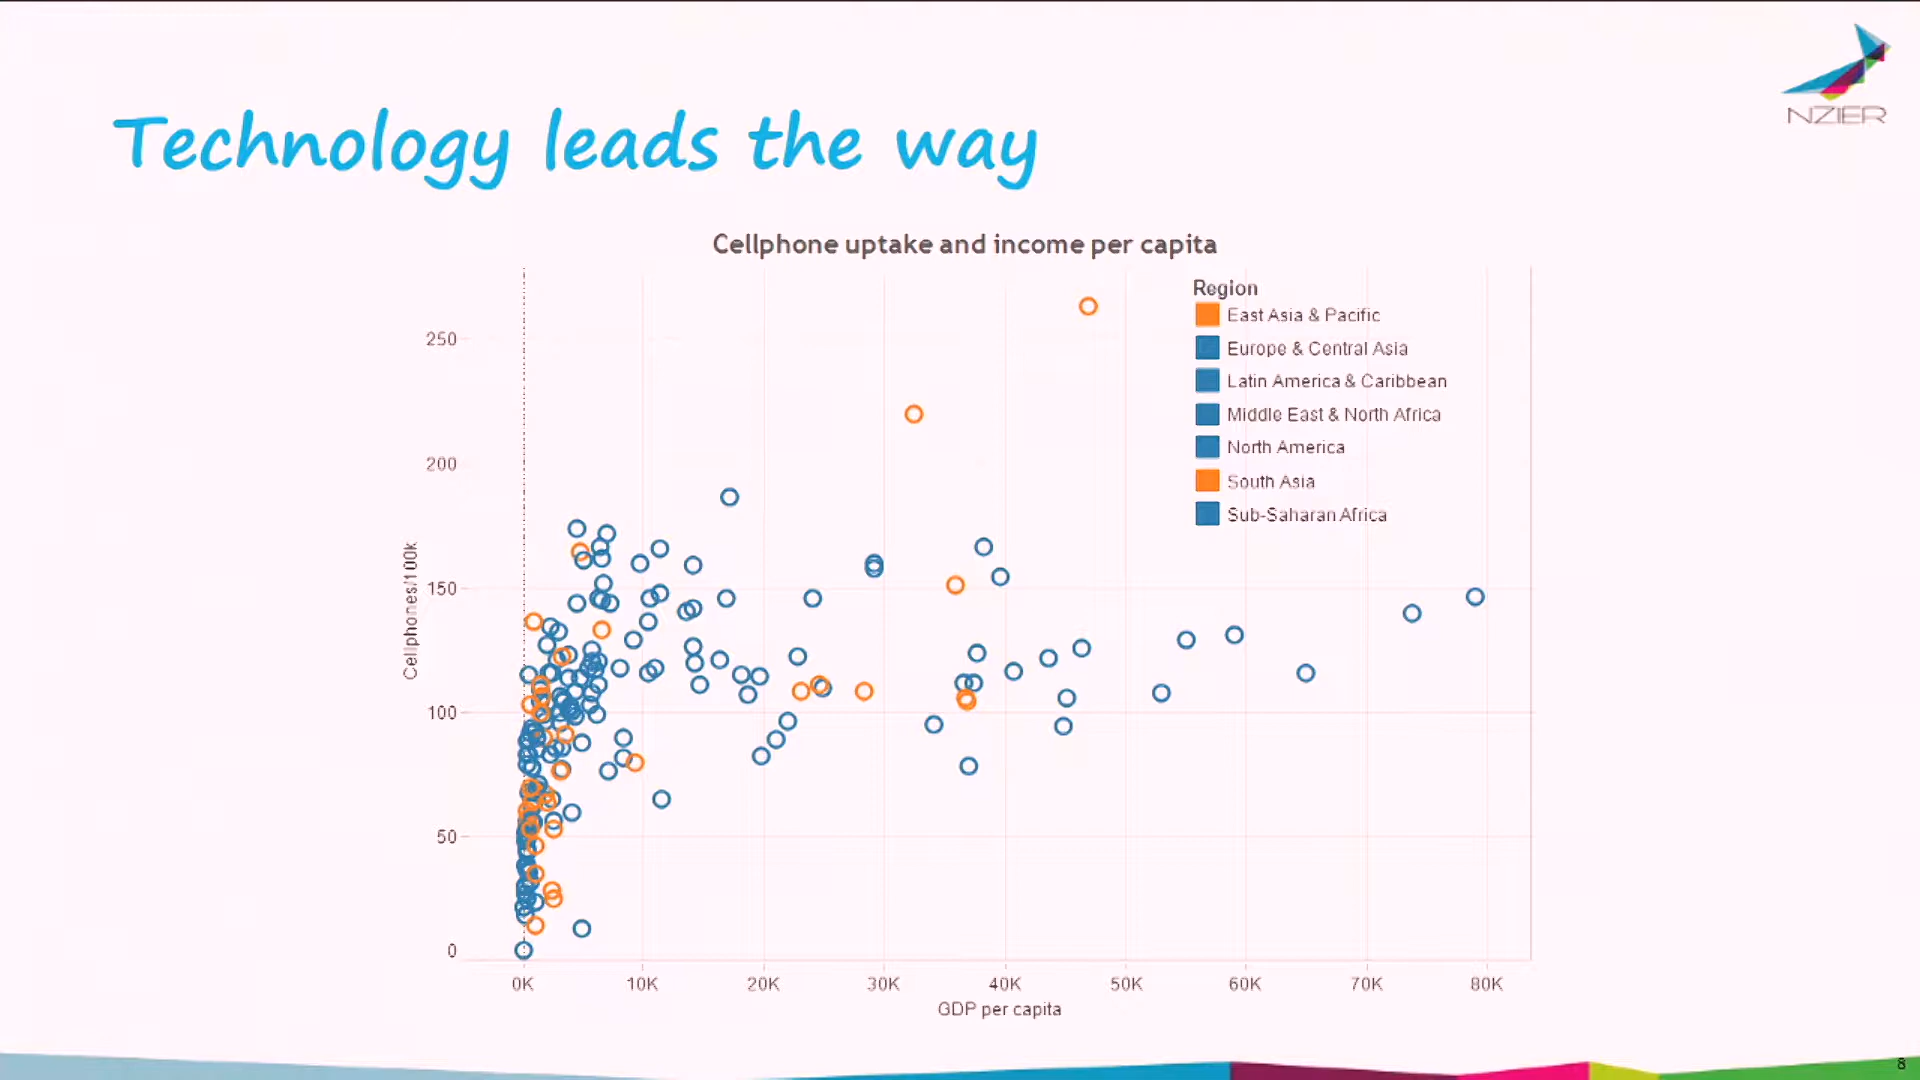 NZIER
Technology leads the way
Cellphone uptake and income per capita
Region
East Asia & Pacific
Europe & Central Asia
Latin America & Caribbean
Middle East & North Africa
North America
South Asia
Sub-Saharan Africa
Cellphones/100k
250
200
150
100
50
0
0K 10K 20K 30K 40K 50K 60K 70K 80K
GDP per capita
8